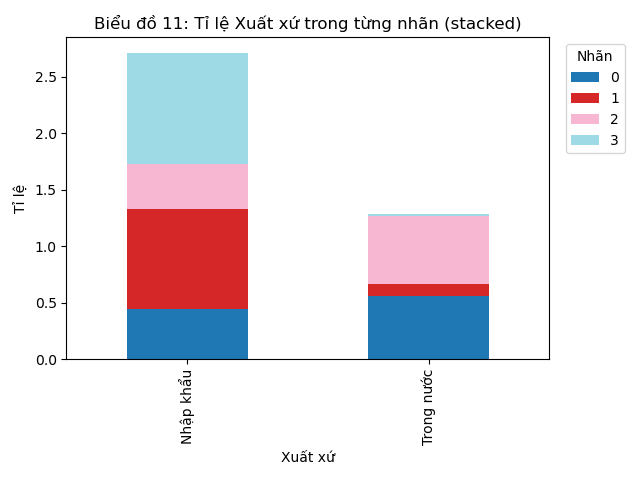 Biểu đồ 11: Tỉ lệ Xuất xứ trong từng nhãn (stacked)
Nhãn
0
1
2
3
Tỉ lệ
2.5
2.0
1.5
1.0
0.5
0.0
Nhập khẩu
Trong nước
Xuất xứ